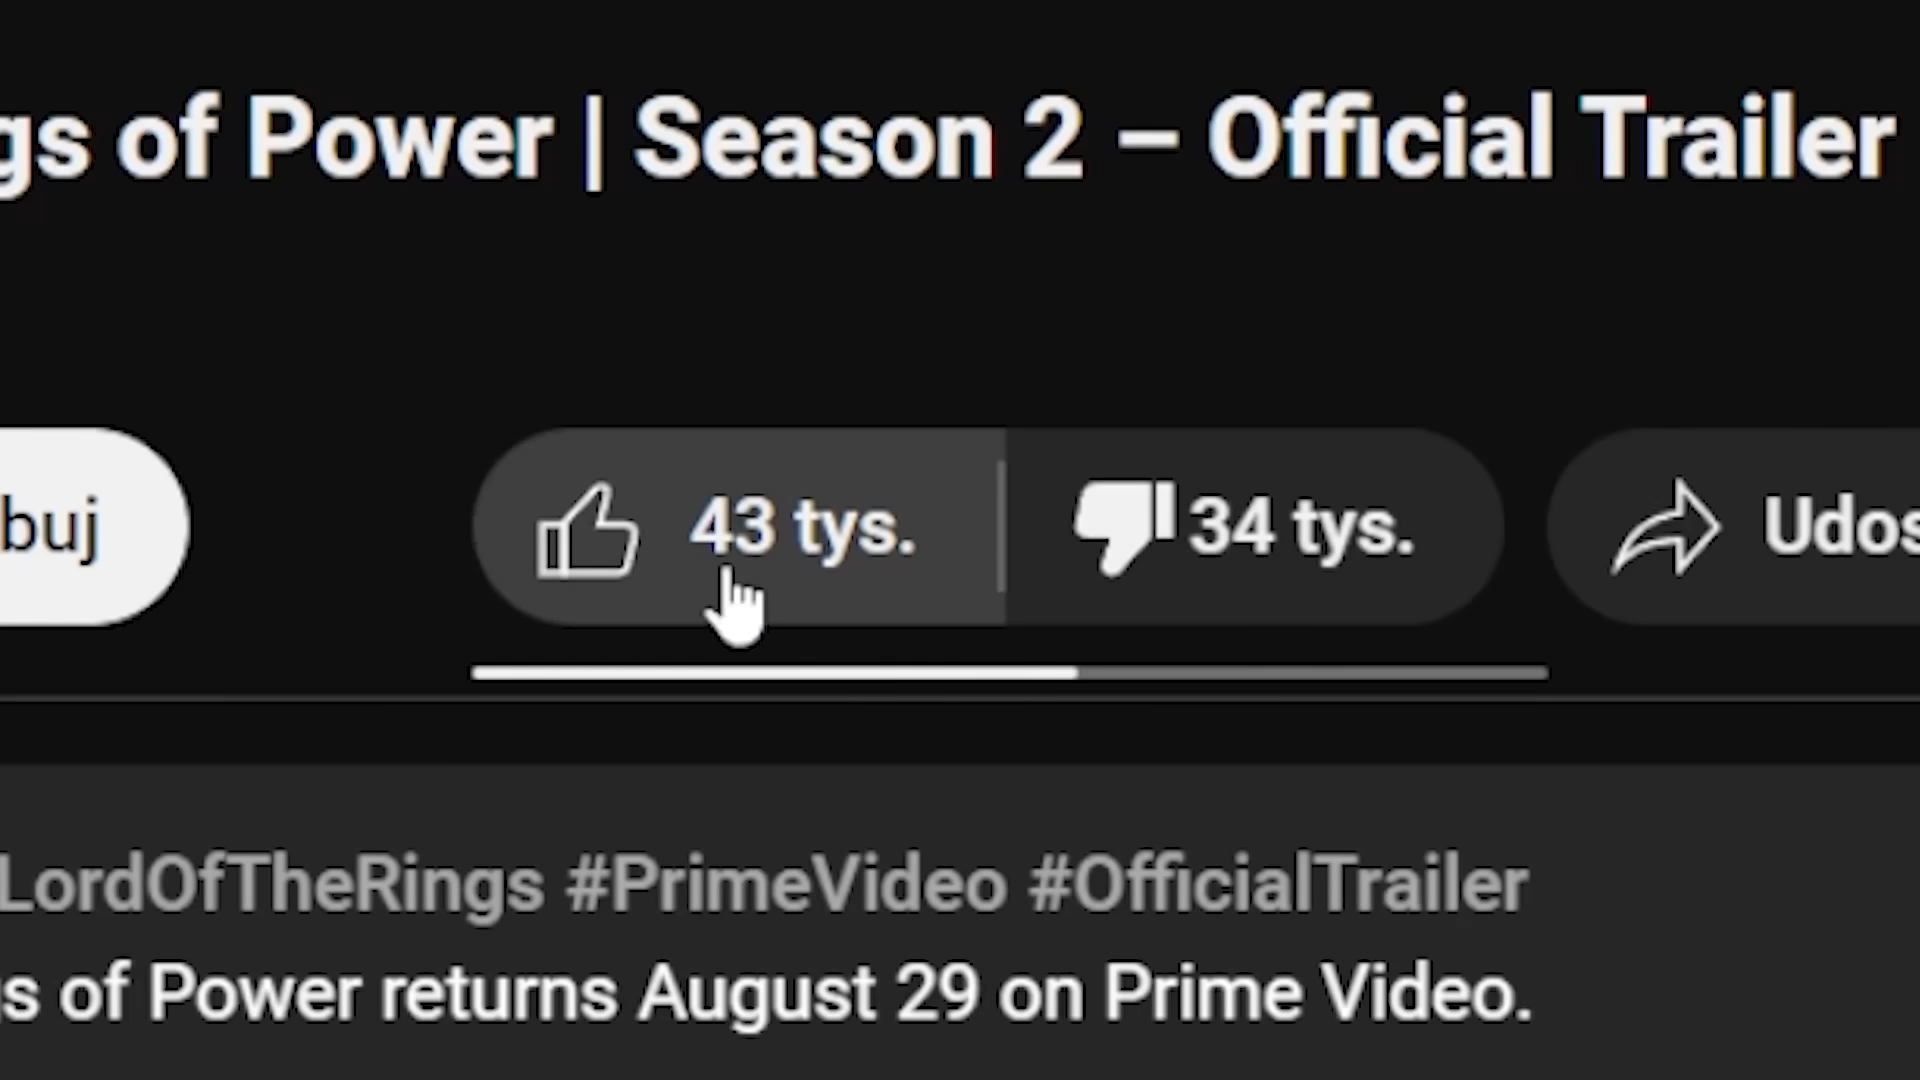 gs of Power | Season 2 – Official Trailer
buj 43 tys. 34 tys. Udos
LordOfTheRings #PrimeVideo #OfficialTrailer
gs of Power returns August 29 on Prime Video.